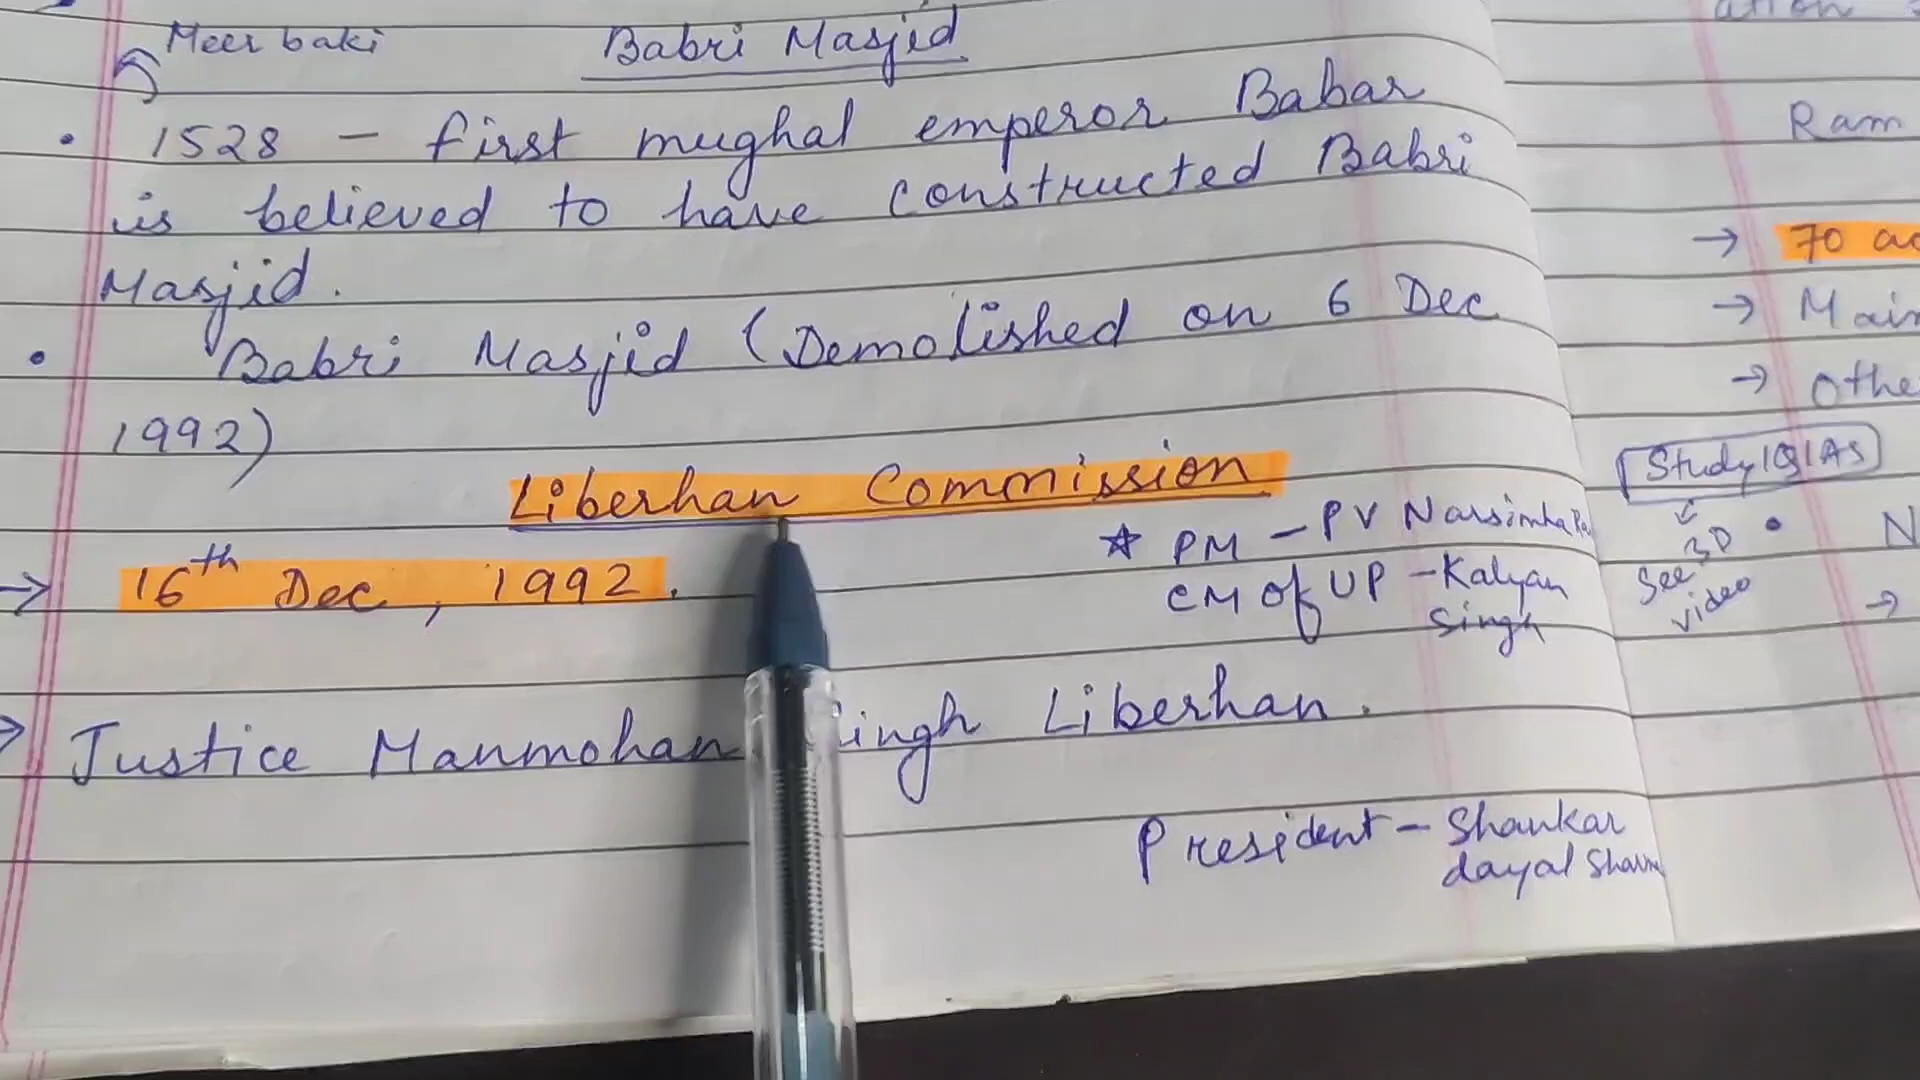 Meer baki
Babri Masjid
• 1528 – first mughal emperor Babar
is believed to have constructed Babri
Masjid.
• Babri Masjid (Demolished on 6 Dec
1992)
Liberhan Commission
→ 16th Dec, 1992.
☆ PM – PV Narsimha
CM of UP – Kalyan
Singh
→ Justice Manmohan Singh Liberhan.
President – Shankar
dayal Sharma
ation
Ram
→ 70
→ Main
→ Othe
StudyIQIAS
See 3D
video
• N
→